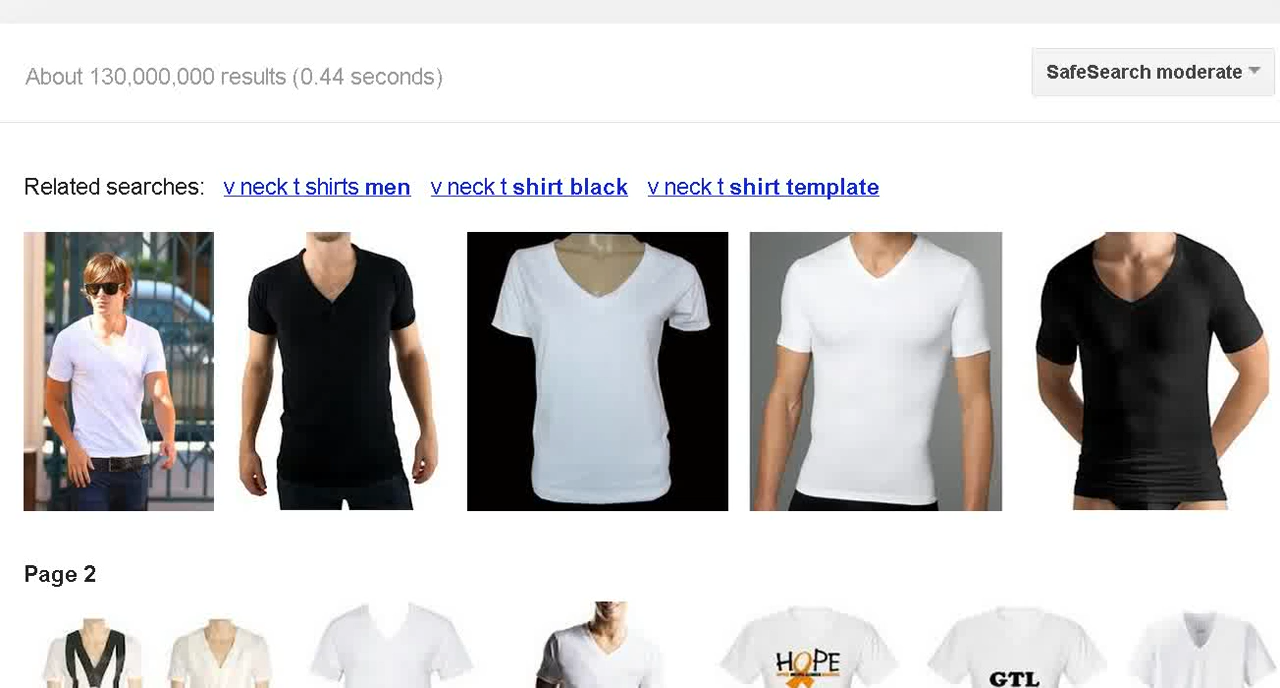 About 130,000,000 results (0.44 seconds)
SafeSearch moderate
Related searches: v neck t shirts men v neck t shirt black v neck t shirt template
Page 2
HOPE
GTL